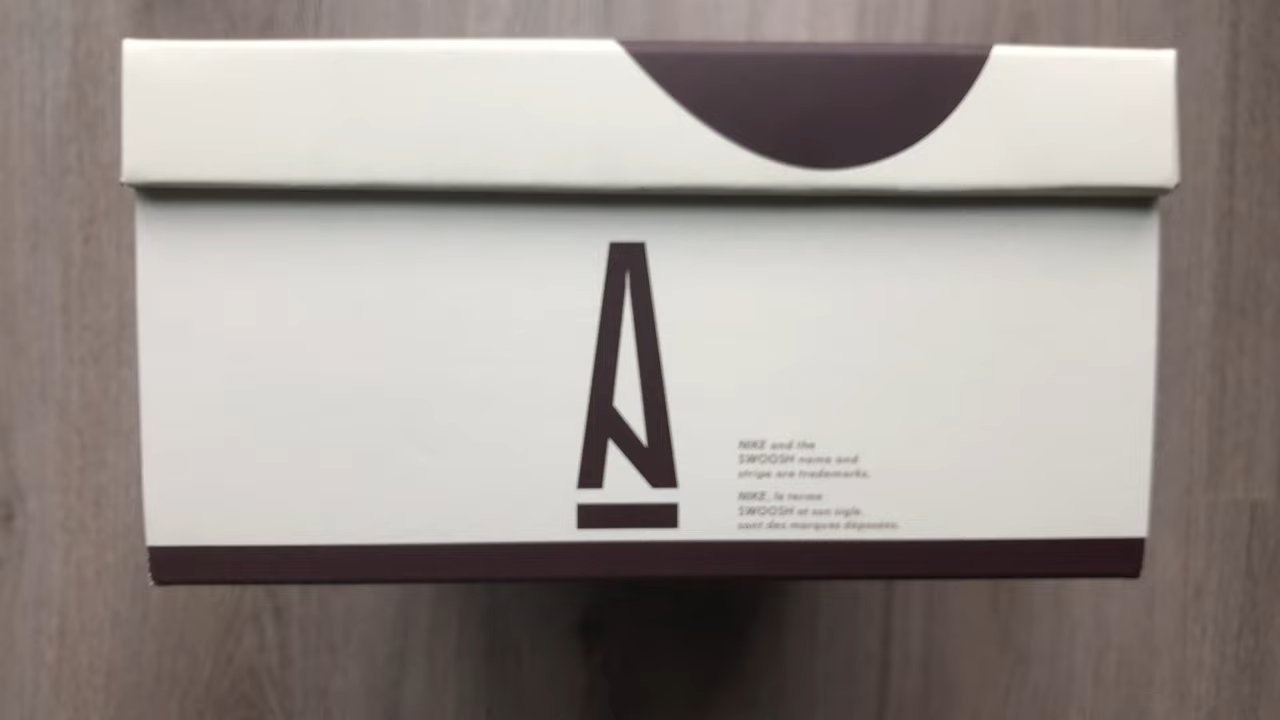 NIKE and the
SWOOSH name and
stripe are trademarks.
NIKE, le terme
SWOOSH et son sigle
sont des marques déposées.